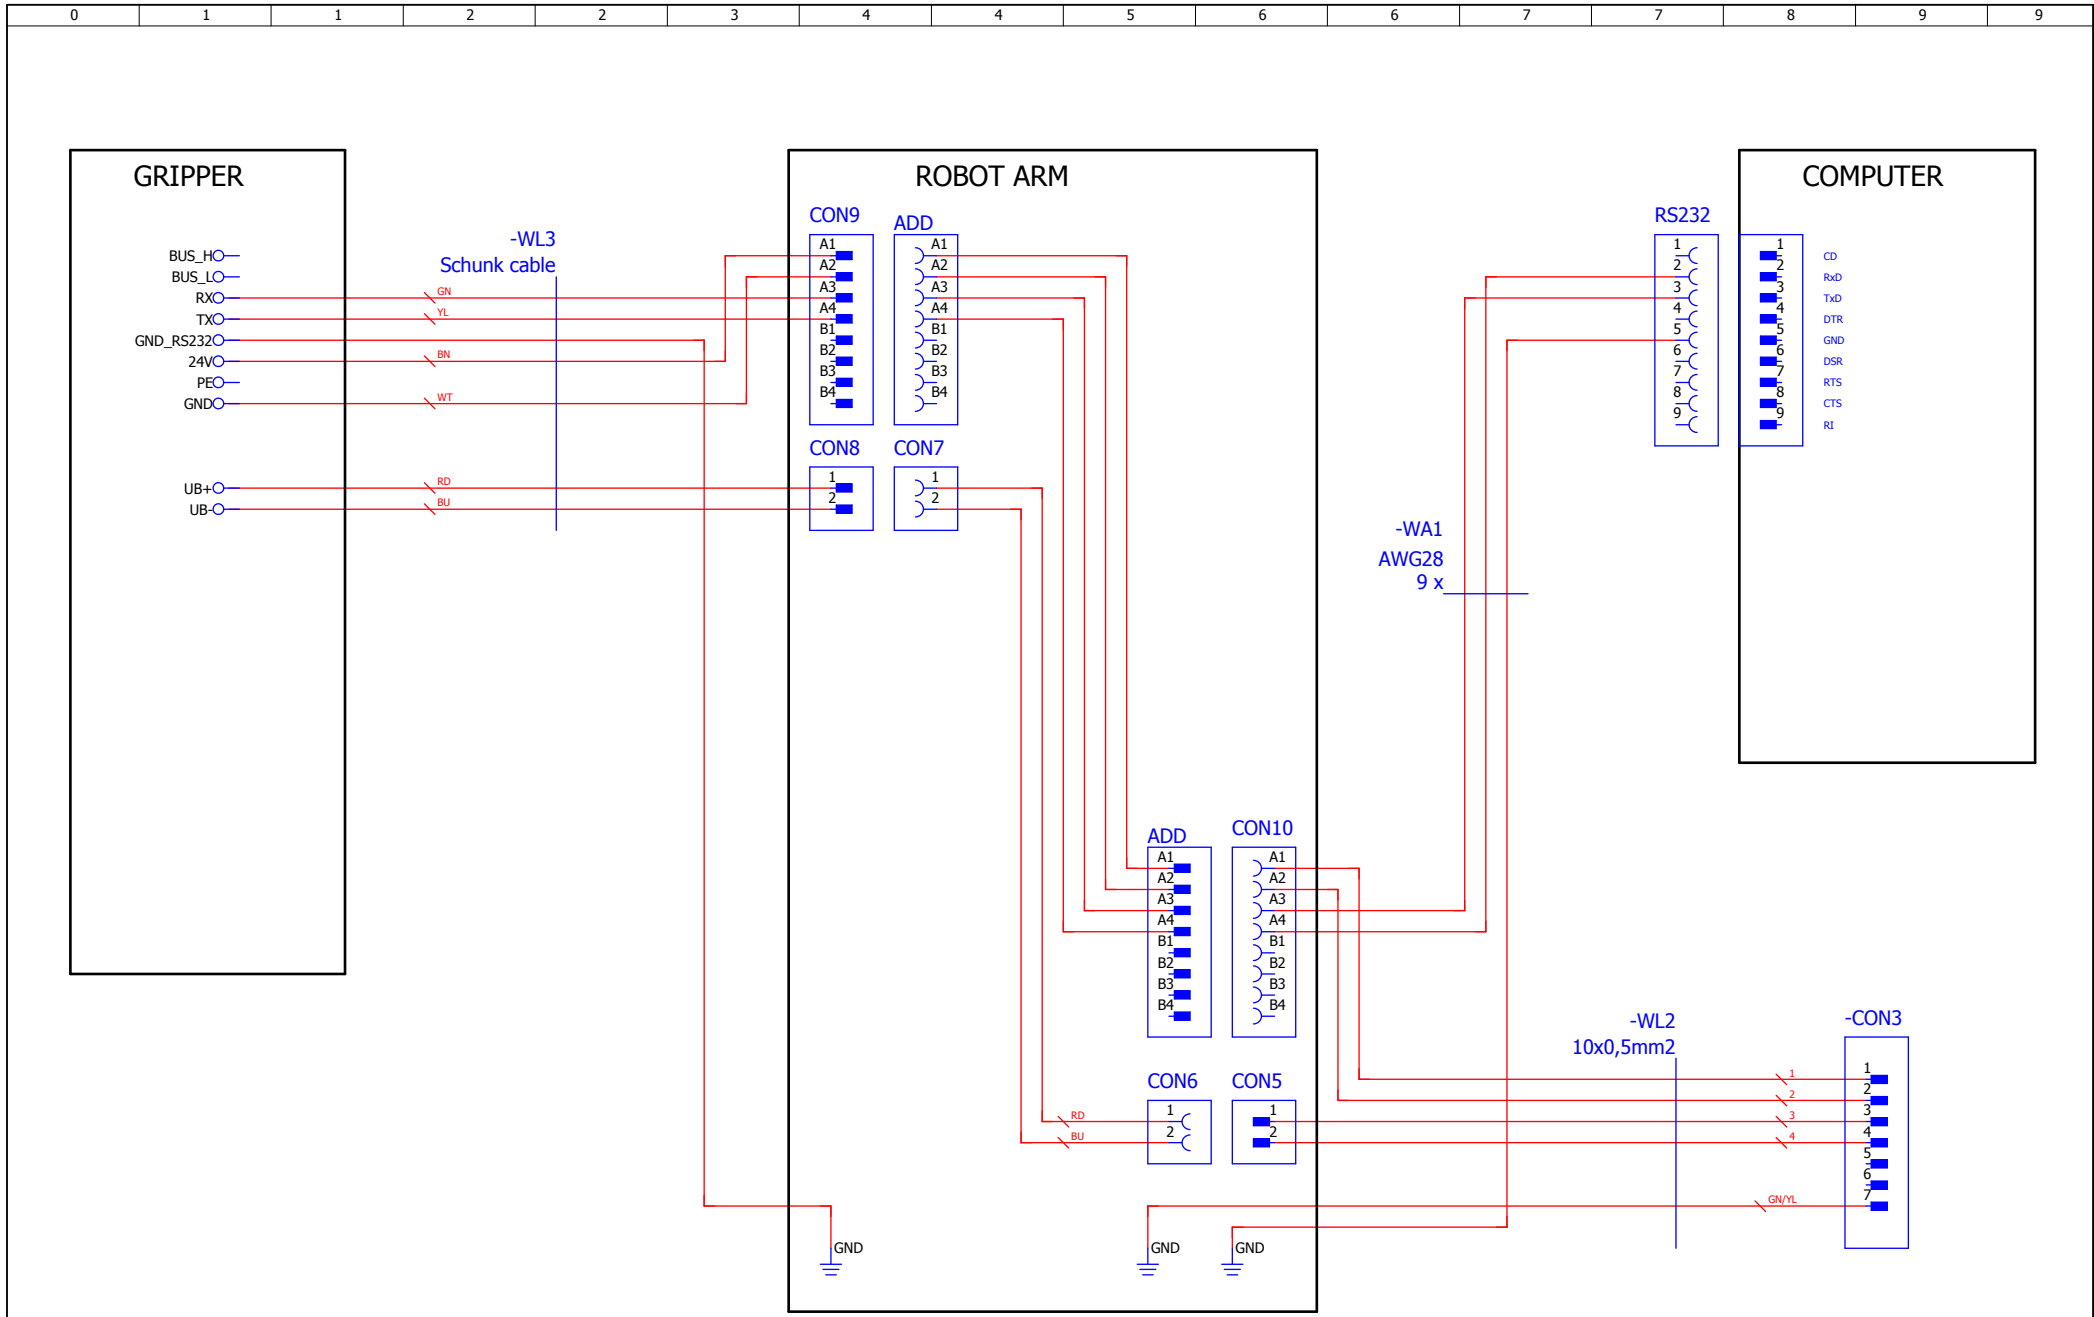 0 1 1 2 2 3 4 4 5 6 6 7 7 8 9 9
GRIPPER
BUS_H
BUS_L
RX
TX
GND_RS232
24V
PE
GND
UB+
UB-
-WL3
Schunk cable
GN
YL
BN
WT
RD
BU
ROBOT ARM
CON9
A1
A2
A3
A4
B1
B2
B3
B4
ADD
A1
A2
A3
A4
B1
B2
B3
B4
CON8
1
2
CON7
1
2
ADD
A1
A2
A3
A4
B1
B2
B3
B4
CON10
A1
A2
A3
A4
B1
B2
B3
B4
CON6
1
2
RD
BU
CON5
1
2
GND
GND
GND
-WA1
AWG28
9 x
RS232
1
2
3
4
5
6
7
8
9
COMPUTER
1 CD
2 RxD
3 TxD
4 DTR
5 GND
6 DSR
7 RTS
8 CTS
9 RI
-WL2
10x0,5mm2
1
2
3
4
GN/YL
-CON3
1
2
3
4
5
6
7